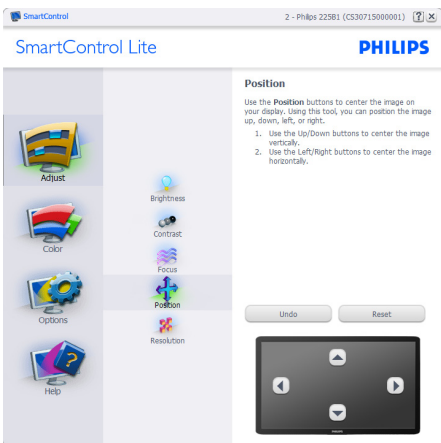 SmartControl
2 - Philips 225B1 (CS30715000001)
SmartControl Lite
PHILIPS
Adjust
Color
Options
Help
Brightness
Contrast
Focus
Position
Resolution
Position
Use the Position buttons to center the image on
your display. Using this tool, you can position the image
up, down, left, or right.
1. Use the Up/Down buttons to center the image
vertically.
2. Use the Left/Right buttons to center the image
horizontally.
Undo
Reset
PHILIPS